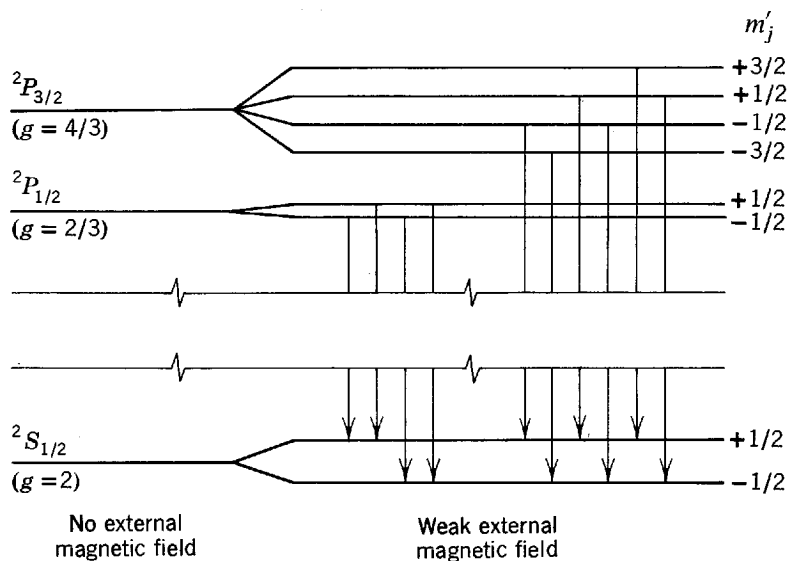 m′j
²P3/2
(g = 4/3)
+3/2
+1/2
−1/2
−3/2
²P1/2
(g = 2/3)
+1/2
−1/2
²S1/2
(g = 2)
+1/2
−1/2
No external
magnetic field
Weak external
magnetic field